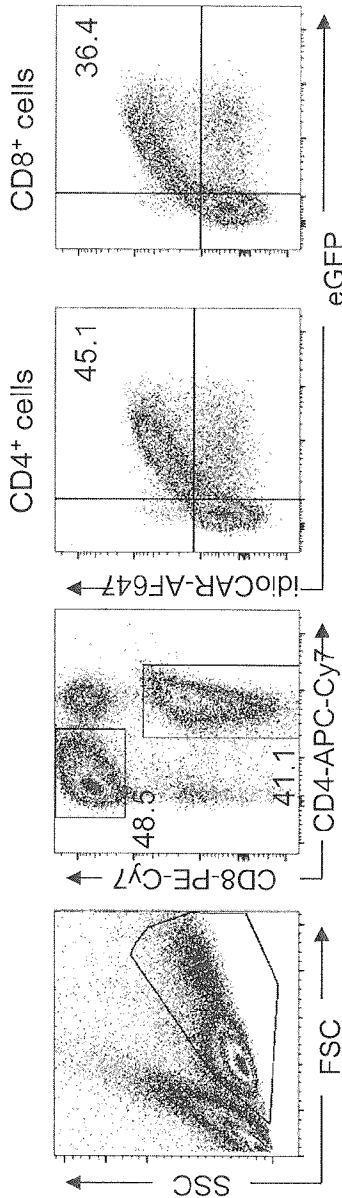 SSC
FSC
CD8-PE-Cy7
48.5
41.1
CD4-APC-Cy7
CD4⁺ cells
45.1
idioCAR-AF647
CD8⁺ cells
36.4
eGFP